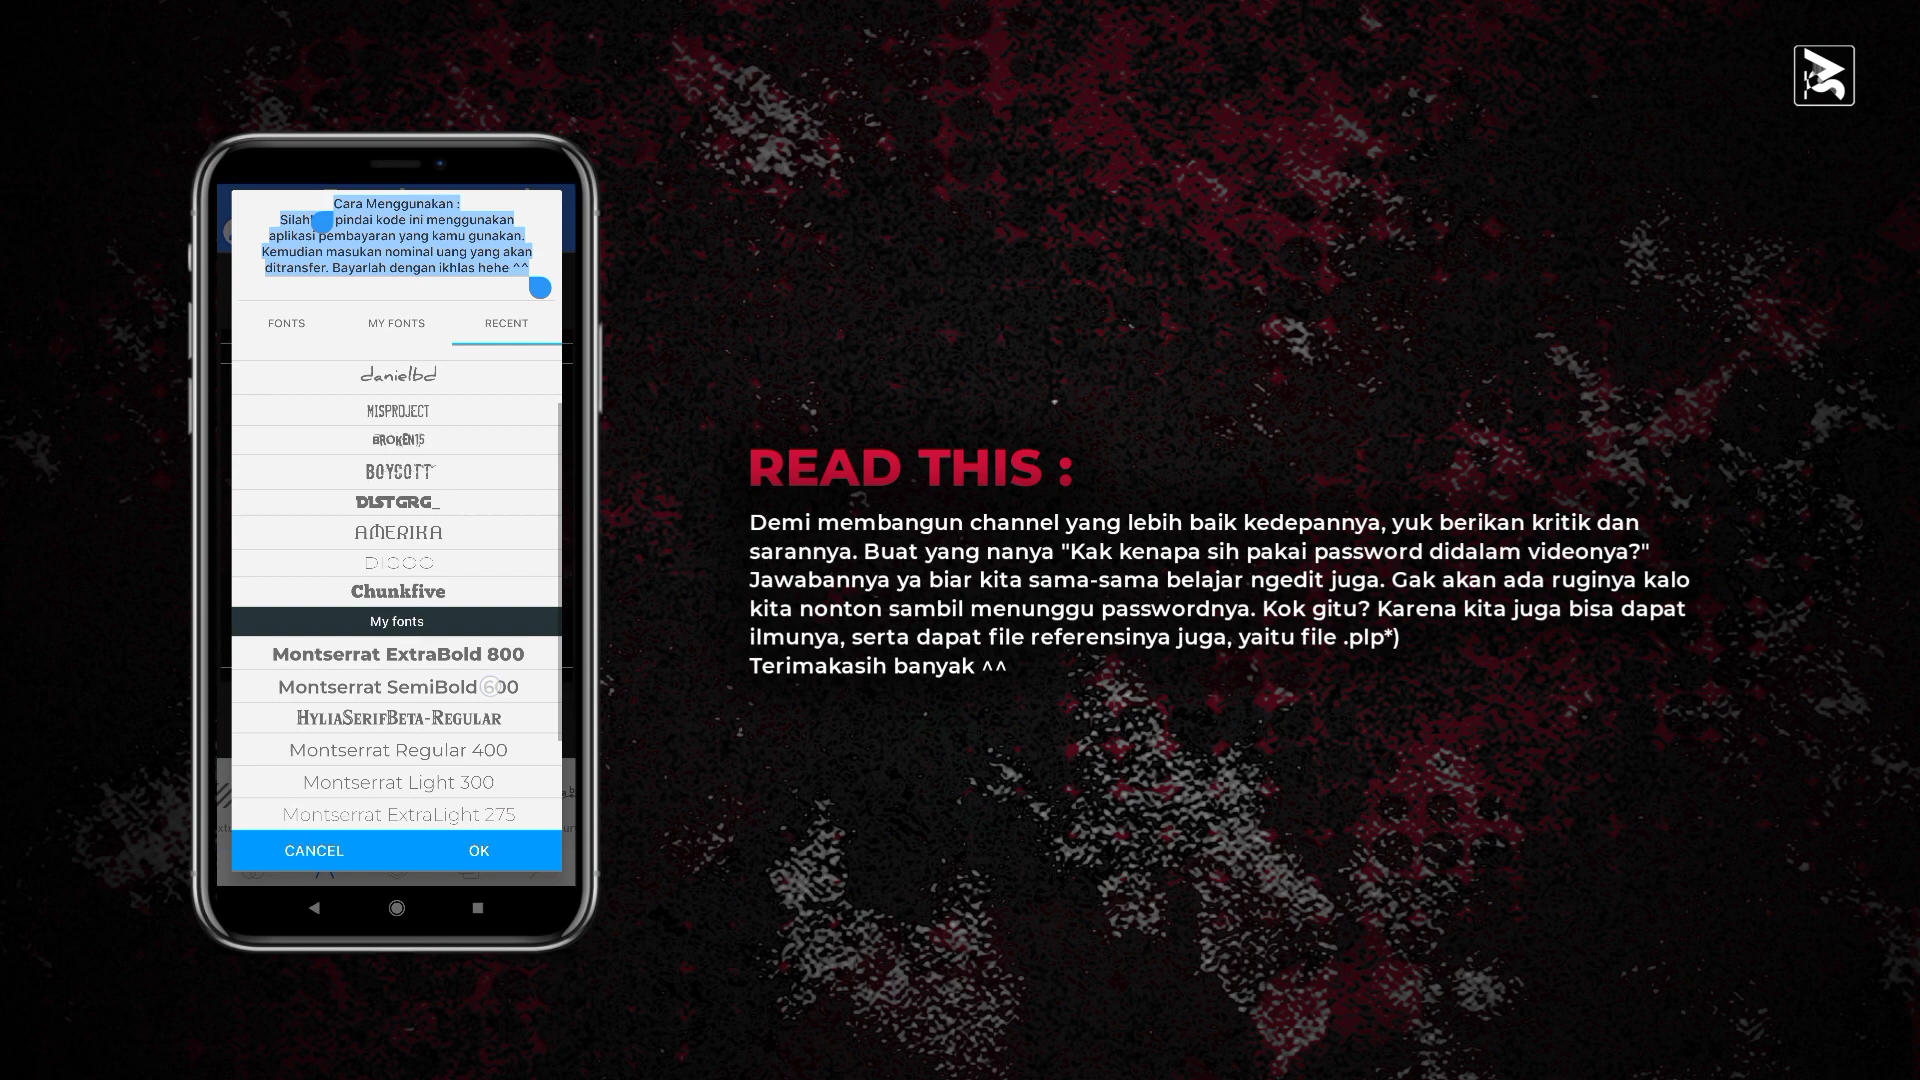 Cara Menggunakan :
pindai kode ini menggunakan
aplikasi pembayaran yang kamu gunakan.
Kemudian masukan nominal uang yang akan
ditransfer. Bayarlah dengan ikhlas hehe ^^
FONTS
MY FONTS
RECENT
danielbd
MISPROJECT
BROKEN15
BOYCOTT
DISTGRG_
AMERIKA
Chunkfive
My fonts
Montserrat ExtraBold 800
Montserrat SemiBold 600
HyliaSerifBeta-Regular
Montserrat Regular 400
Montserrat Light 300
Montserrat ExtraLight 275
CANCEL
OK
READ THIS :
Demi membangun channel yang lebih baik kedepannya, yuk berikan kritik dan
sarannya. Buat yang nanya "Kak kenapa sih pakai password didalam videonya?"
Jawabannya ya biar kita sama-sama belajar ngedit juga. Gak akan ada ruginya kalo
kita nonton sambil menunggu passwordnya. Kok gitu? Karena kita juga bisa dapat
ilmunya, serta dapat file referensinya juga, yaitu file .plp*)
Terimakasih banyak ^^